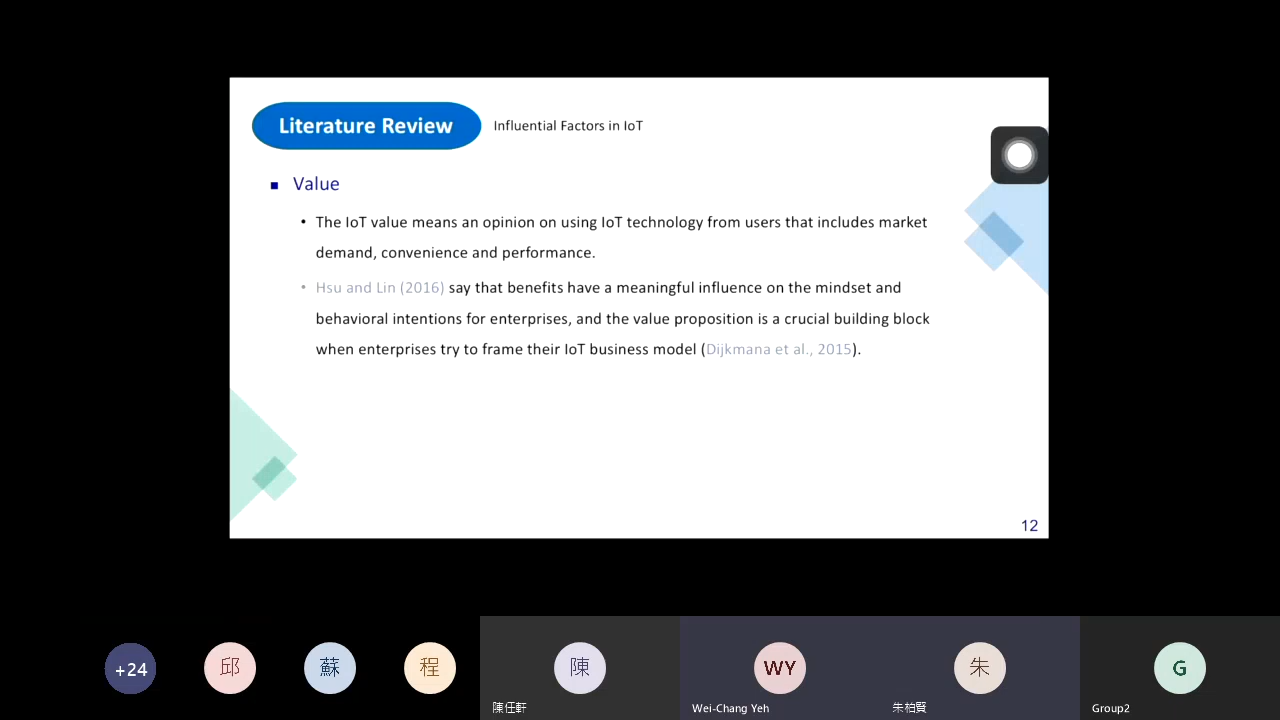 Literature Review
Influential Factors in IoT
Value
The IoT value means an opinion on using IoT technology from users that includes market
demand, convenience and performance.
Hsu and Lin (2016) say that benefits have a meaningful influence on the mindset and
behavioral intentions for enterprises, and the value proposition is a crucial building block
when enterprises try to frame their IoT business model (Dijkmana et al., 2015).
12
+24
邱
蘇
程
陳
WY
朱
G
陳任軒
Wei-Chang Yeh
朱柏賢
Group2